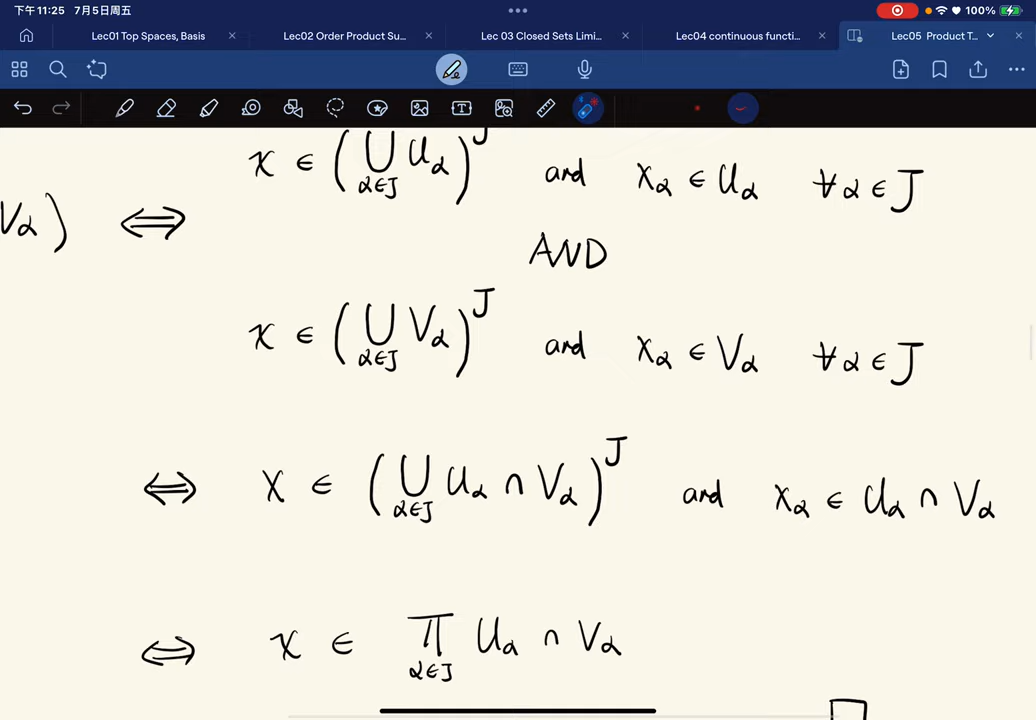 下午11:25 7月5日周五 100%
Lec01 Top Spaces, Basis Lec02 Order Product Su... Lec 03 Closed Sets Limi... Lec04 continuous functi... Lec05 Product T...
x ∈ (⋃_{α∈J} U_α)^J and x_α ∈ U_α ∀α ∈ J
V_α) ⟺
AND
x ∈ (⋃_{α∈J} V_α)^J and x_α ∈ V_α ∀α ∈ J
⟺ x ∈ (⋃_{α∈J} U_α ∩ V_α)^J and x_α ∈ U_α ∩ V_α
⟺ x ∈ ∏_{α∈J} U_α ∩ V_α